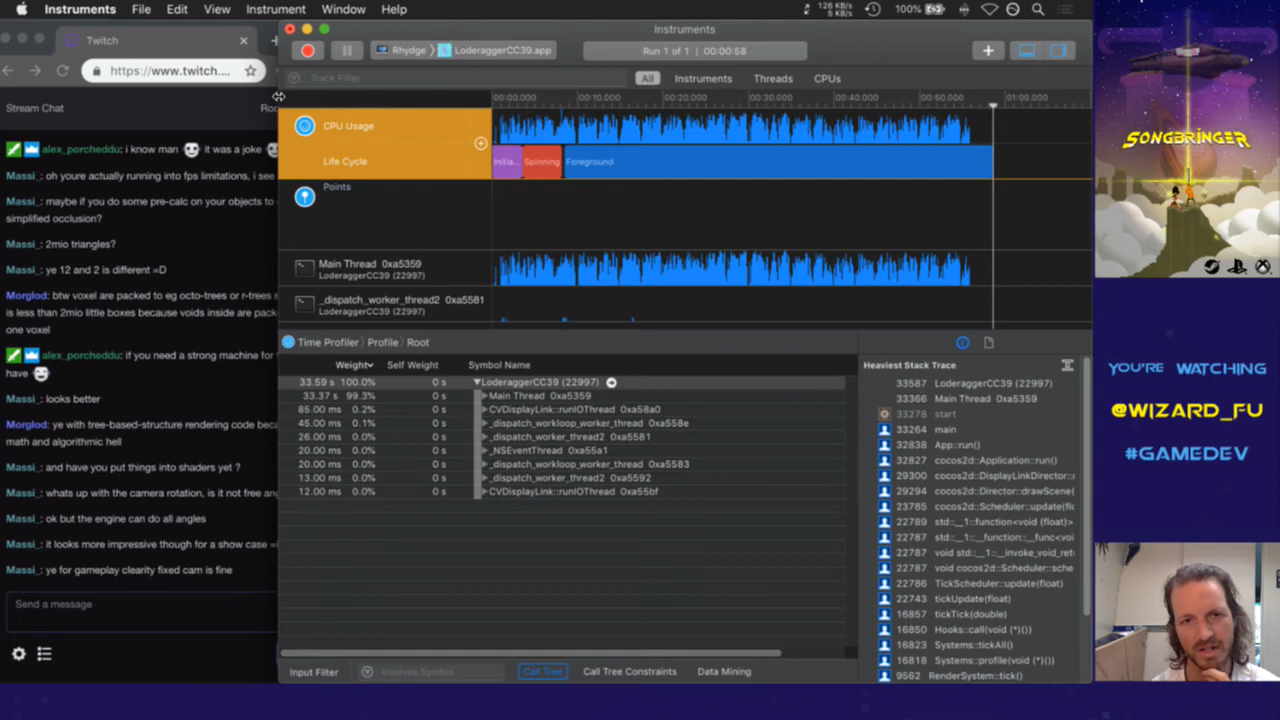 Instruments File Edit View Instrument Window Help
126 KB/s
5 KB/s
100%
Twitch
https://www.twitch....
Stream Chat
Roo
alex_porcheddu: i know man it was a joke
Massi_: oh youre actually running into fps limitations, i see
Massi_: maybe if you do some pre-calc on your objects to
simplified occlusion?
Massi_: 2mio triangles?
Massi_: ye 12 and 2 is different =D
Morglod: btw voxel are packed to eg octo-trees or r-trees s
is less than 2mio little boxes because voids inside are pack
one voxel
alex_porcheddu: if you need a strong machine for
have
Massi_: looks better
Morglod: ye with tree-based-structure rendering code beca
math and algorithmic hell
Massi_: and have you put things into shaders yet ?
Massi_: whats up with the camera rotation, is it not free ang
Massi_: ok but the engine can do all angles
Massi_: it looks more impressive though for a show case =
Massi_: ye for gameplay clearity fixed cam is fine
Send a message
Instruments
Rhydge LoderaggerCC39.app
Run 1 of 1 | 00:00:58
Track Filter
All Instruments Threads CPUs
00:00.000 00:10.000 00:20.000 00:30.000 00:40.000 00:50.000 01:00.000
CPU Usage
Life Cycle
Initia... Spinning Foreground
Points
Main Thread 0xa5359
LoderaggerCC39 (22997)
_dispatch_worker_thread2 0xa5581
LoderaggerCC39 (22997)
Time Profiler Profile Root
Weight Self Weight Symbol Name
33.59 s 100.0% 0 s LoderaggerCC39 (22997)
33.37 s 99.3% 0 s Main Thread 0xa5359
85.00 ms 0.2% 0 s CVDisplayLink::runIOThread 0xa58a0
45.00 ms 0.1% 0 s _dispatch_workloop_worker_thread 0xa558e
26.00 ms 0.0% 0 s _dispatch_worker_thread2 0xa5581
20.00 ms 0.0% 0 s _NSEventThread 0xa55a1
20.00 ms 0.0% 0 s _dispatch_workloop_worker_thread 0xa5583
13.00 ms 0.0% 0 s _dispatch_worker_thread2 0xa5592
12.00 ms 0.0% 0 s CVDisplayLink::runIOThread 0xa55bf
Heaviest Stack Trace
33587 LoderaggerCC39 (22997)
33366 Main Thread 0xa5359
33278 start
33264 main
32838 App::run()
32827 cocos2d::Application::run()
29300 cocos2d::DisplayLinkDirector:
29294 cocos2d::Director::drawScene(
23785 cocos2d::Scheduler::update(flo
22789 std::__1::function<void (float)>
22787 std::__1::__function::__func<voi
22787 void std::__1::__invoke_void_ret
22787 void cocos2d::Scheduler::sche
22786 TickScheduler::update(float)
22743 tickUpdate(float)
16857 tickTick(double)
16850 Hooks::call(void (*)())
16823 Systems::tickAll()
16818 Systems::profile(void (*)())
9562 RenderSystem::tick()
Input Filter Involves Symbol Call Tree Call Tree Constraints Data Mining
SONGBRINGER
YOU'RE WATCHING
@WIZARD_FU
#GAMEDEV